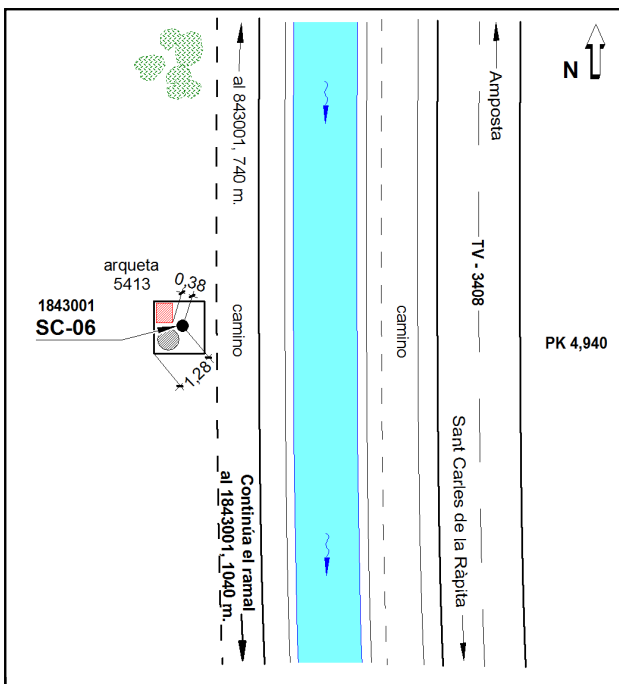 N
al 843001, 740 m.
Amposta
TV - 3408
arqueta
5413
0,38
1843001
SC-06
1,28
camino
camino
PK 4,940
Continúa el ramal
al 1843001, 1040 m.
Sant Carles de la Ràpita